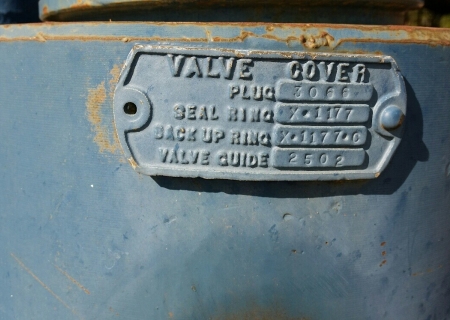 VALVE COVER
PLUG 3066
SEAL RING X•1177
BACK UP RING X•1177•C
VALVE GUIDE 2502